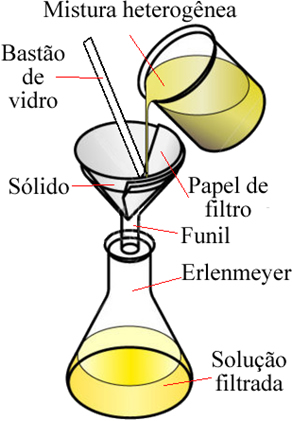 Mistura heterogênea
Bastão
de
vidro
Sólido
Papel de
filtro
Funil
Erlenmeyer
Solução
filtrada